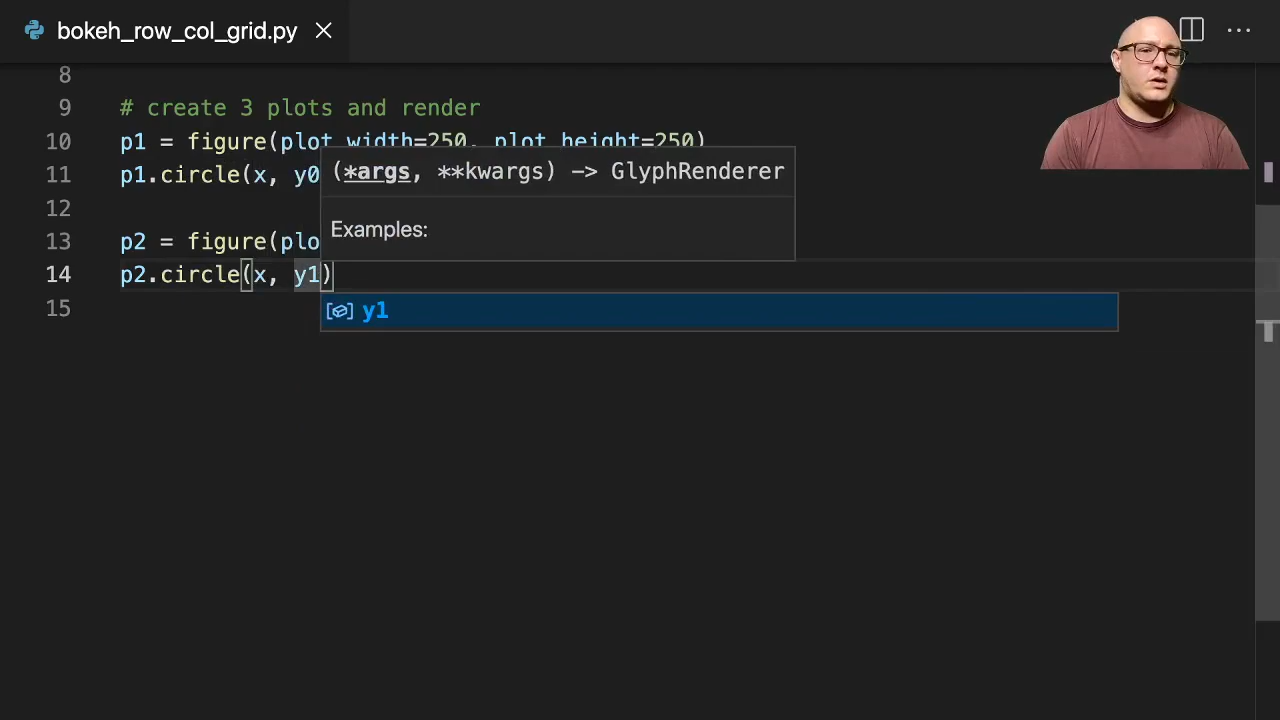 bokeh_row_col_grid.py
8
9 # create 3 plots and render
10 p1 = figure(plot_width=250, plot_height=250)
11 p1.circle(x, y0
(*args, **kwargs) -> GlyphRenderer
12
Examples:
13 p2 = figure(plo
14 p2.circle(x, y1)
15
y1